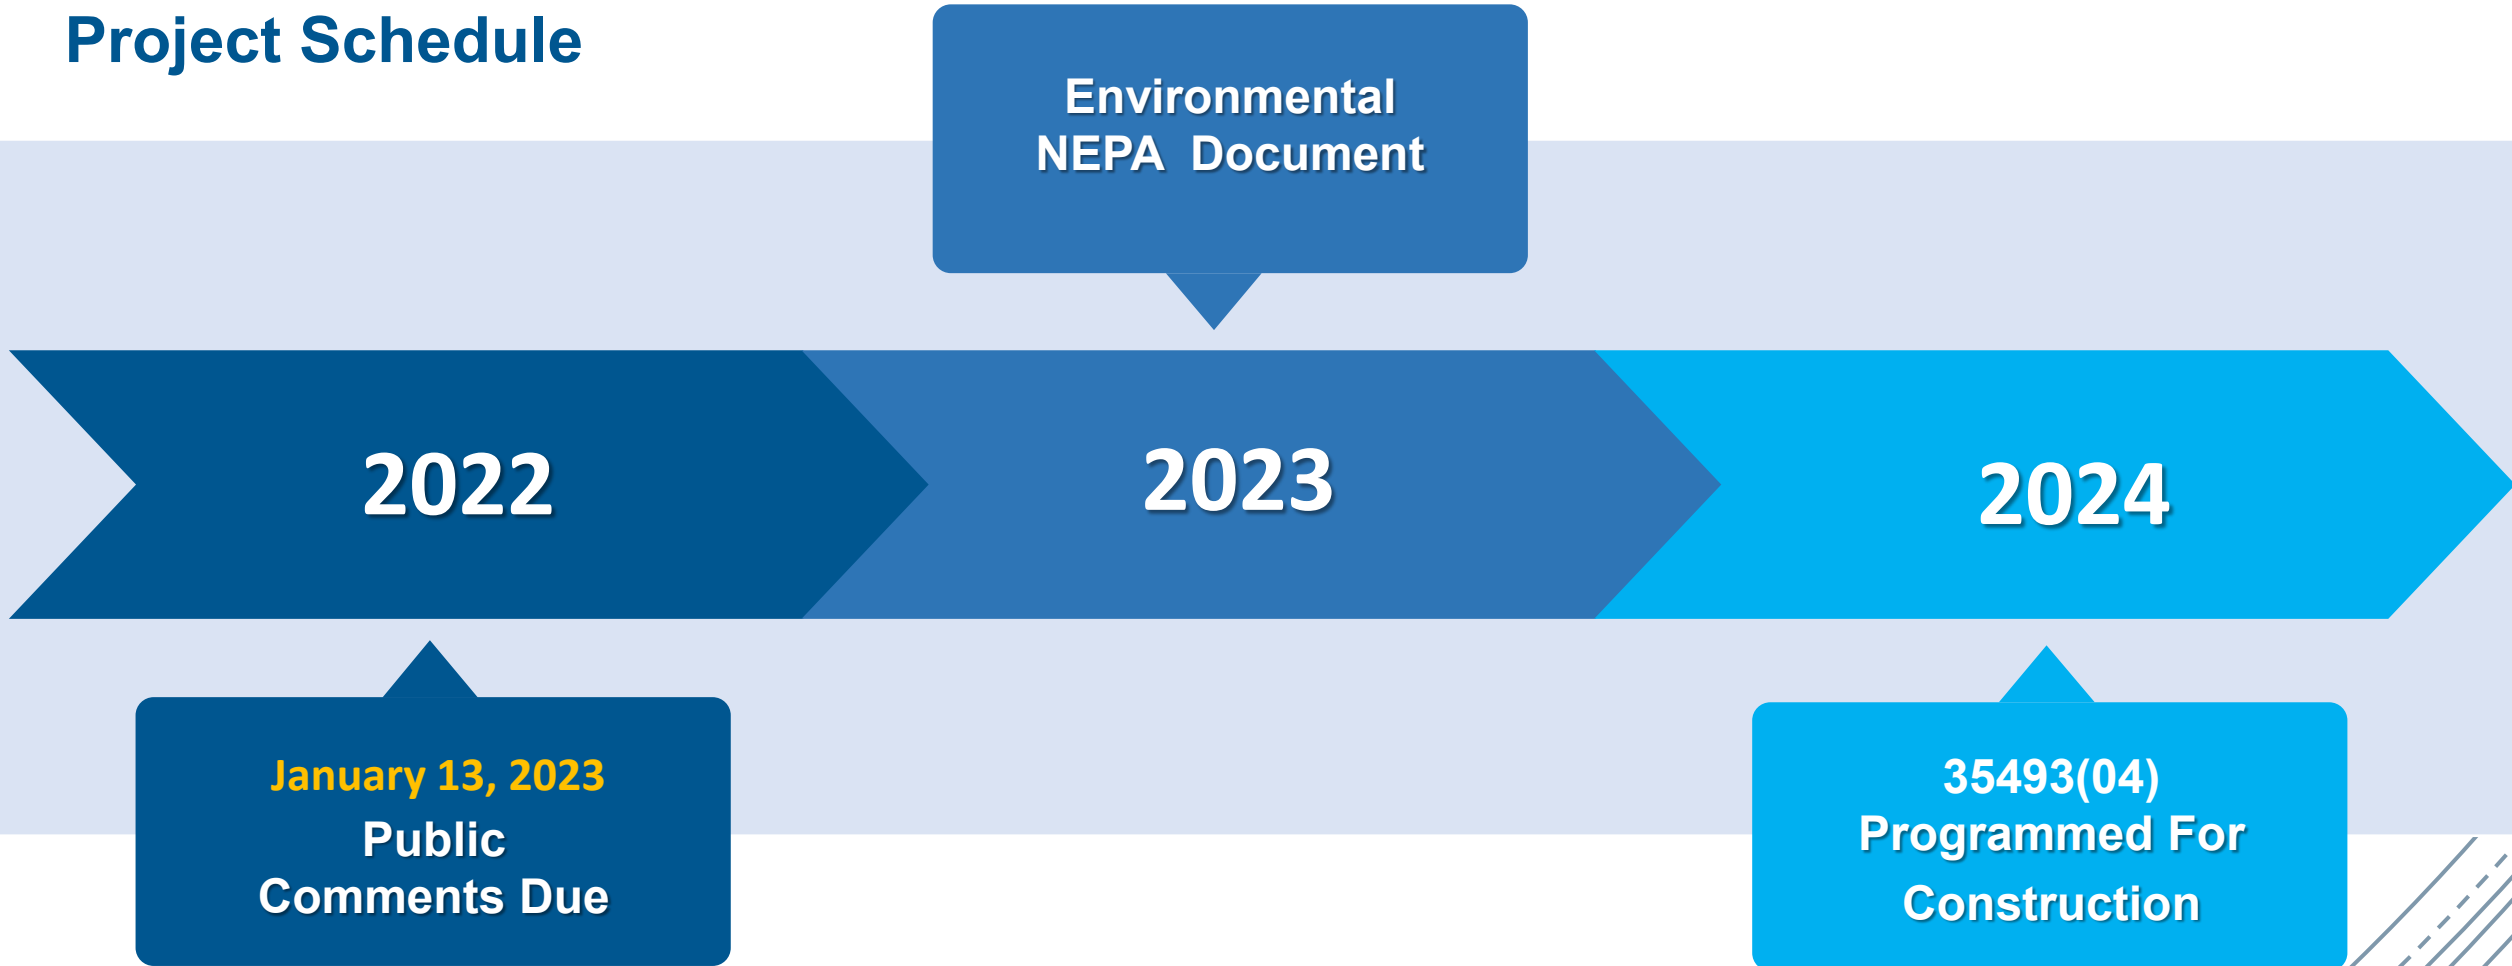 Project Schedule
Environmental
NEPA Document
2022
2023
2024
January 13, 2023
Public
Comments Due
35493(04)
Programmed For
Construction